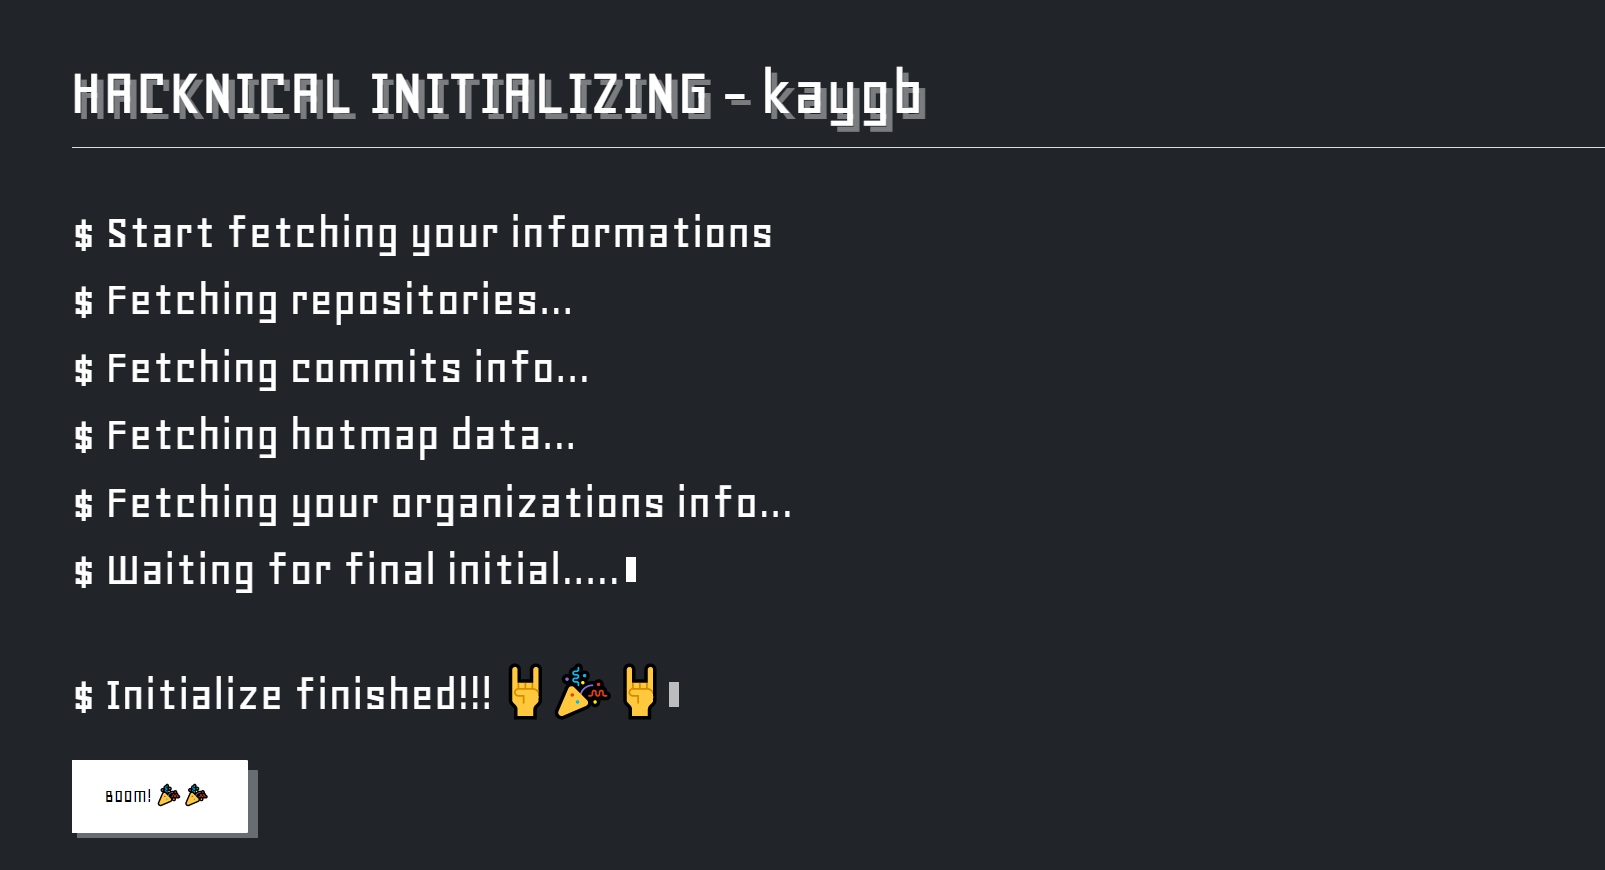 HACKNICAL INITIALIZING - kaygb
$ Start fetching your informations
$ Fetching repositories...
$ Fetching commits info...
$ Fetching hotmap data...
$ Fetching your organizations info...
$ Waiting for final initial.....
$ Initialize finished!!! 🤘🎉🤘
BOOM! 🎉🎉